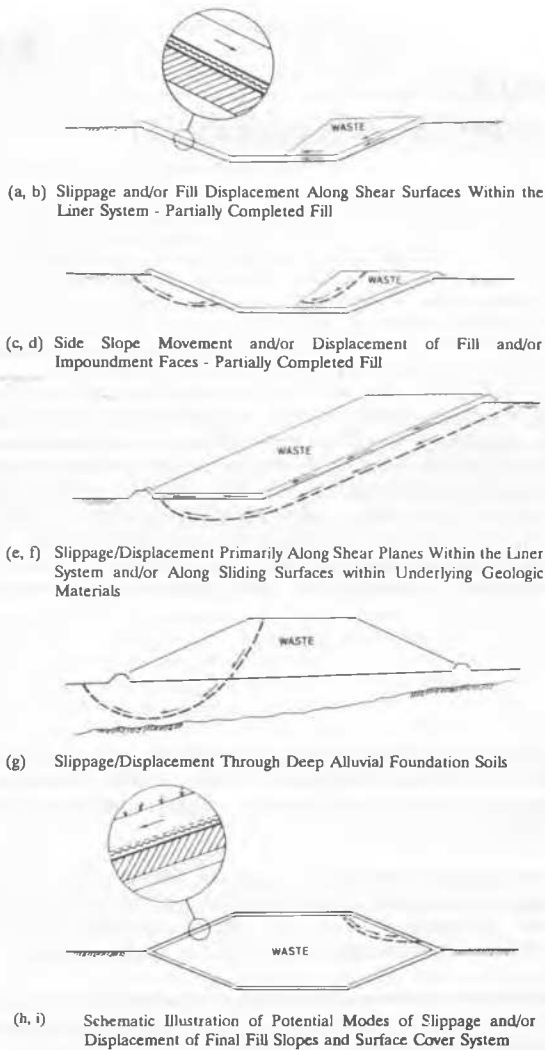 WASTE
(a, b) Slippage and/or Fill Displacement Along Shear Surfaces Within the
Liner System - Partially Completed Fill
WASTE
(c, d) Side Slope Movement and/or Displacement of Fill and/or
Impoundment Faces - Partially Completed Fill
WASTE
(e, f) Slippage/Displacement Primarily Along Shear Planes Within the Liner
System and/or Along Sliding Surfaces within Underlying Geologic
Materials
WASTE
(g) Slippage/Displacement Through Deep Alluvial Foundation Soils
WASTE
(h, i) Schematic Illustration of Potential Modes of Slippage and/or
Displacement of Final Fill Slopes and Surface Cover System